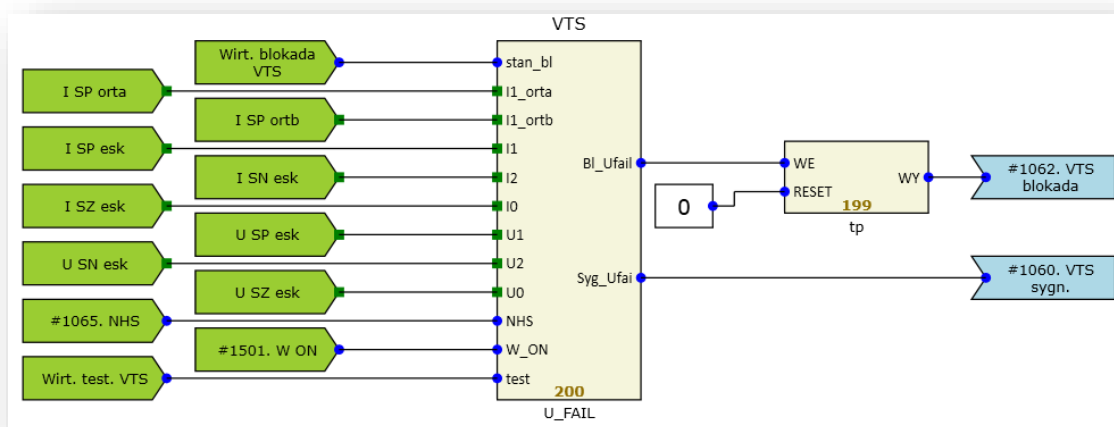 VTS
Wirt. blokada
VTS
stan_bl
I SP orta
I1_orta
I SP ortb
I1_ortb
I SP esk
I1
Bl_Ufail
WE
WY
#1062. VTS
blokada
I SN esk
I2
0
RESET
I SZ esk
I0
199
tp
U SP esk
U1
U SN esk
U2
Syg_Ufai
#1060. VTS
sygn.
U SZ esk
U0
#1065. NHS
NHS
#1501. W ON
W_ON
Wirt. test. VTS
test
200
U_FAIL